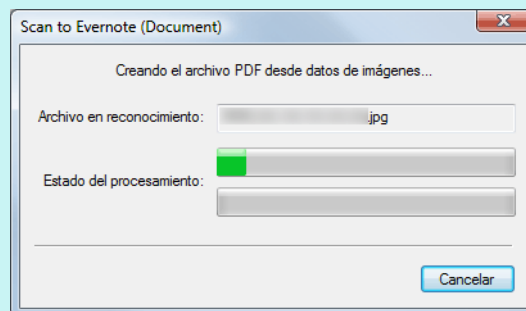 Scan to Evernote (Document)
Creando el archivo PDF desde datos de imágenes...
Archivo en reconocimiento: .jpg
Estado del procesamiento:
Cancelar